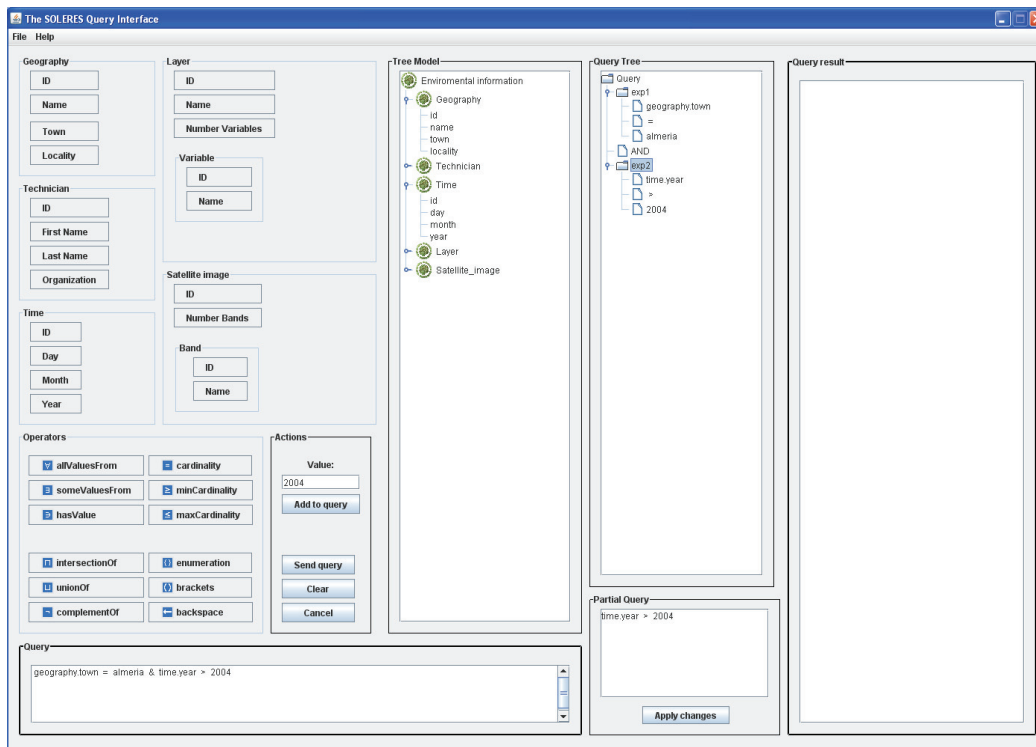 The SOLERES Query Interface
File Help
Geography
ID
Name
Town
Locality
Technician
ID
First Name
Last Name
Organization
Time
ID
Day
Month
Year
Layer
ID
Name
Number Variables
Variable
ID
Name
Satellite image
ID
Number Bands
Band
ID
Name
Operators
∀ allValuesFrom
= cardinality
∃ someValuesFrom
≥ minCardinality
∋ hasValue
≤ maxCardinality
⊓ intersectionOf
{} enumeration
⊔ unionOf
() brackets
¬ complementOf
← backspace
Actions
Value:
2004
Add to query
Send query
Clear
Cancel
Tree Model
Enviromental information
Geography
id
name
town
locality
Technician
Time
id
day
month
year
Layer
Satellite_image
Query Tree
Query
exp1
geography.town
=
almeria
AND
exp2
time.year
>
2004
Partial Query
time.year > 2004
Apply changes
Query result
Query
geography.town = almeria & time.year > 2004